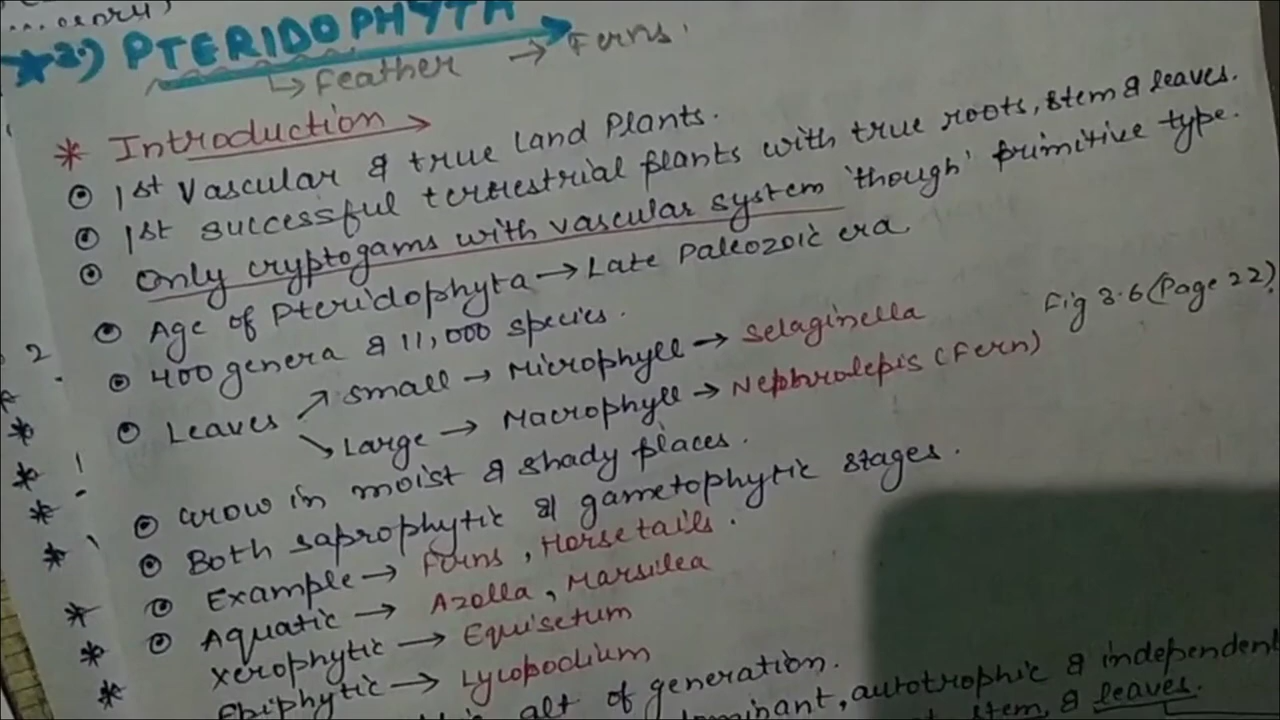 ★3.) PTERIDOPHYTA → Ferns.
↳ Feather
* Introduction →
⊙ 1st Vascular & true land Plants.
⊙ 1st successful terrestrial plants with true roots, stem & leaves.
⊙ Only cryptogams with vascular system 'though' primitive type.
⊙ Age of Pteridophyta → Late Paleozoic era.
⊙ 400 genera & 11,000 species.
⊙ Leaves ↗ Small → Microphyll → Selaginella
↘ Large → Macrophyll → Nephrolepis (Fern)
Fig 3.6 (Page 22)
⊙ Grow in moist & shady places.
⊙ Both saprophytic & gametophytic stages.
⊙ Example → Ferns, Horsetails.
⊙ Aquatic → Azolla, Marsilea
Xerophytic → Equisetum
Epiphytic → Lycopodium
alt of generation.
autotrophic & independent
stem, & leaves.